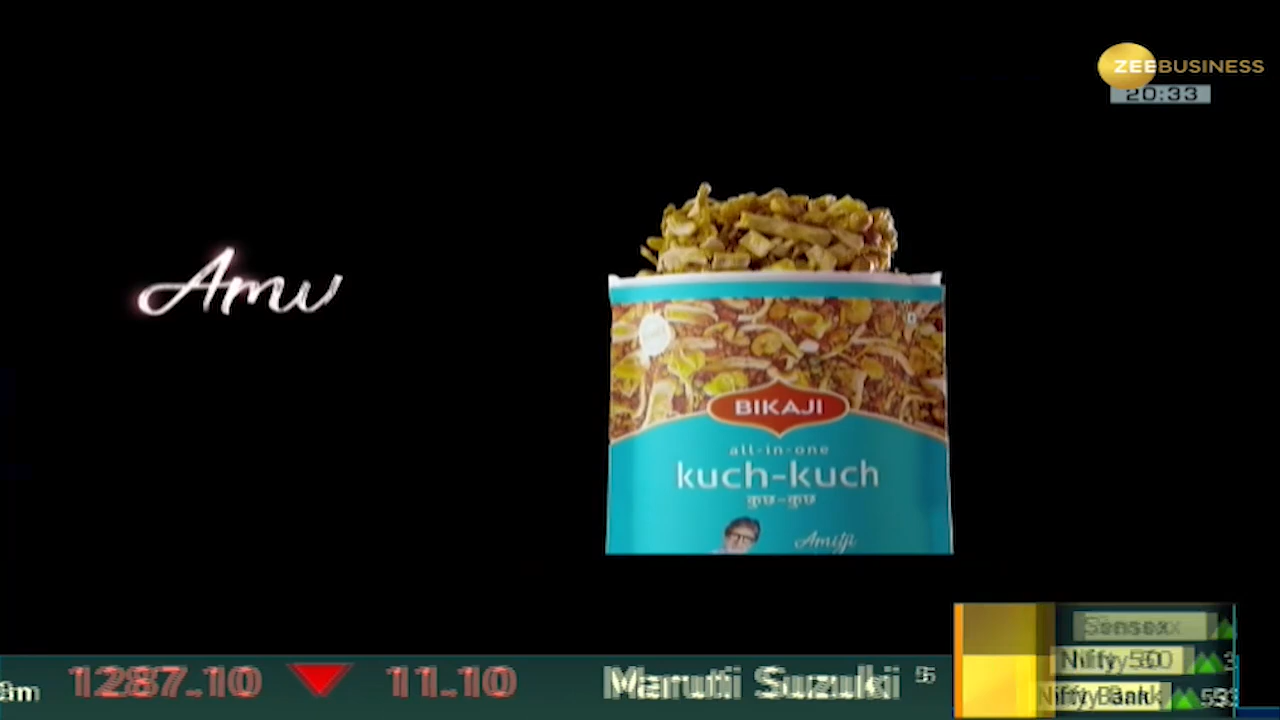 ZEEBUSINESS
20:33
Amu
BIKAJI
all-in-one
kuch-kuch
कुछ-कुछ
Amitji
1287.10 11.10 Marutti Suzuki
Sensex
Nifty 500
Nifty Bank